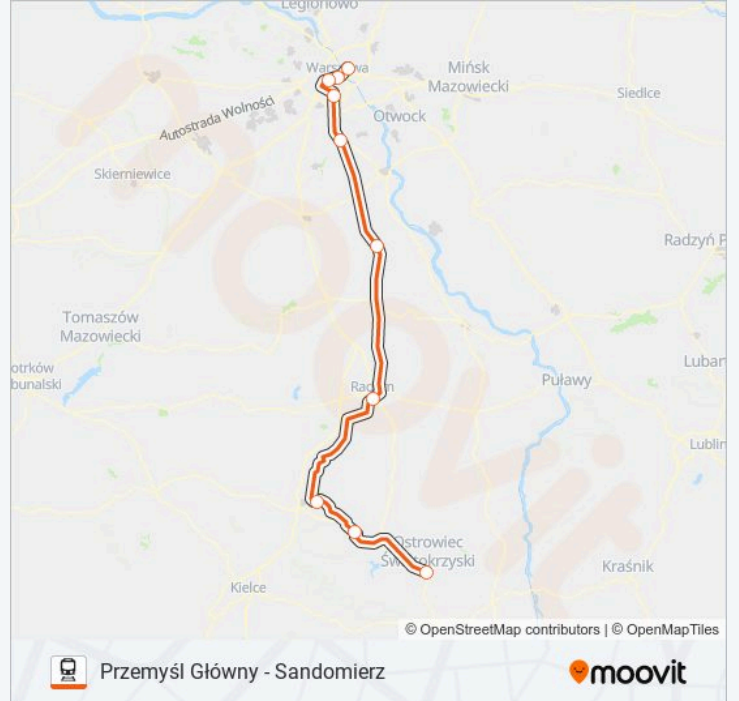 Legionowo
Warszawa
Mińsk
Mazowiecki
Siedlce
Autostrada Wolności
Otwock
Skierniewice
Radzyń P
Tomaszów
Mazowiecki
otrków
bunalski
Radom
Puławy
Lubar
Lublin
Ostrowiec
Świętokrzyski
Kraśnik
Kielce
© OpenStreetMap contributors | © OpenMapTiles
Przemyśl Główny - Sandomierz
moovit